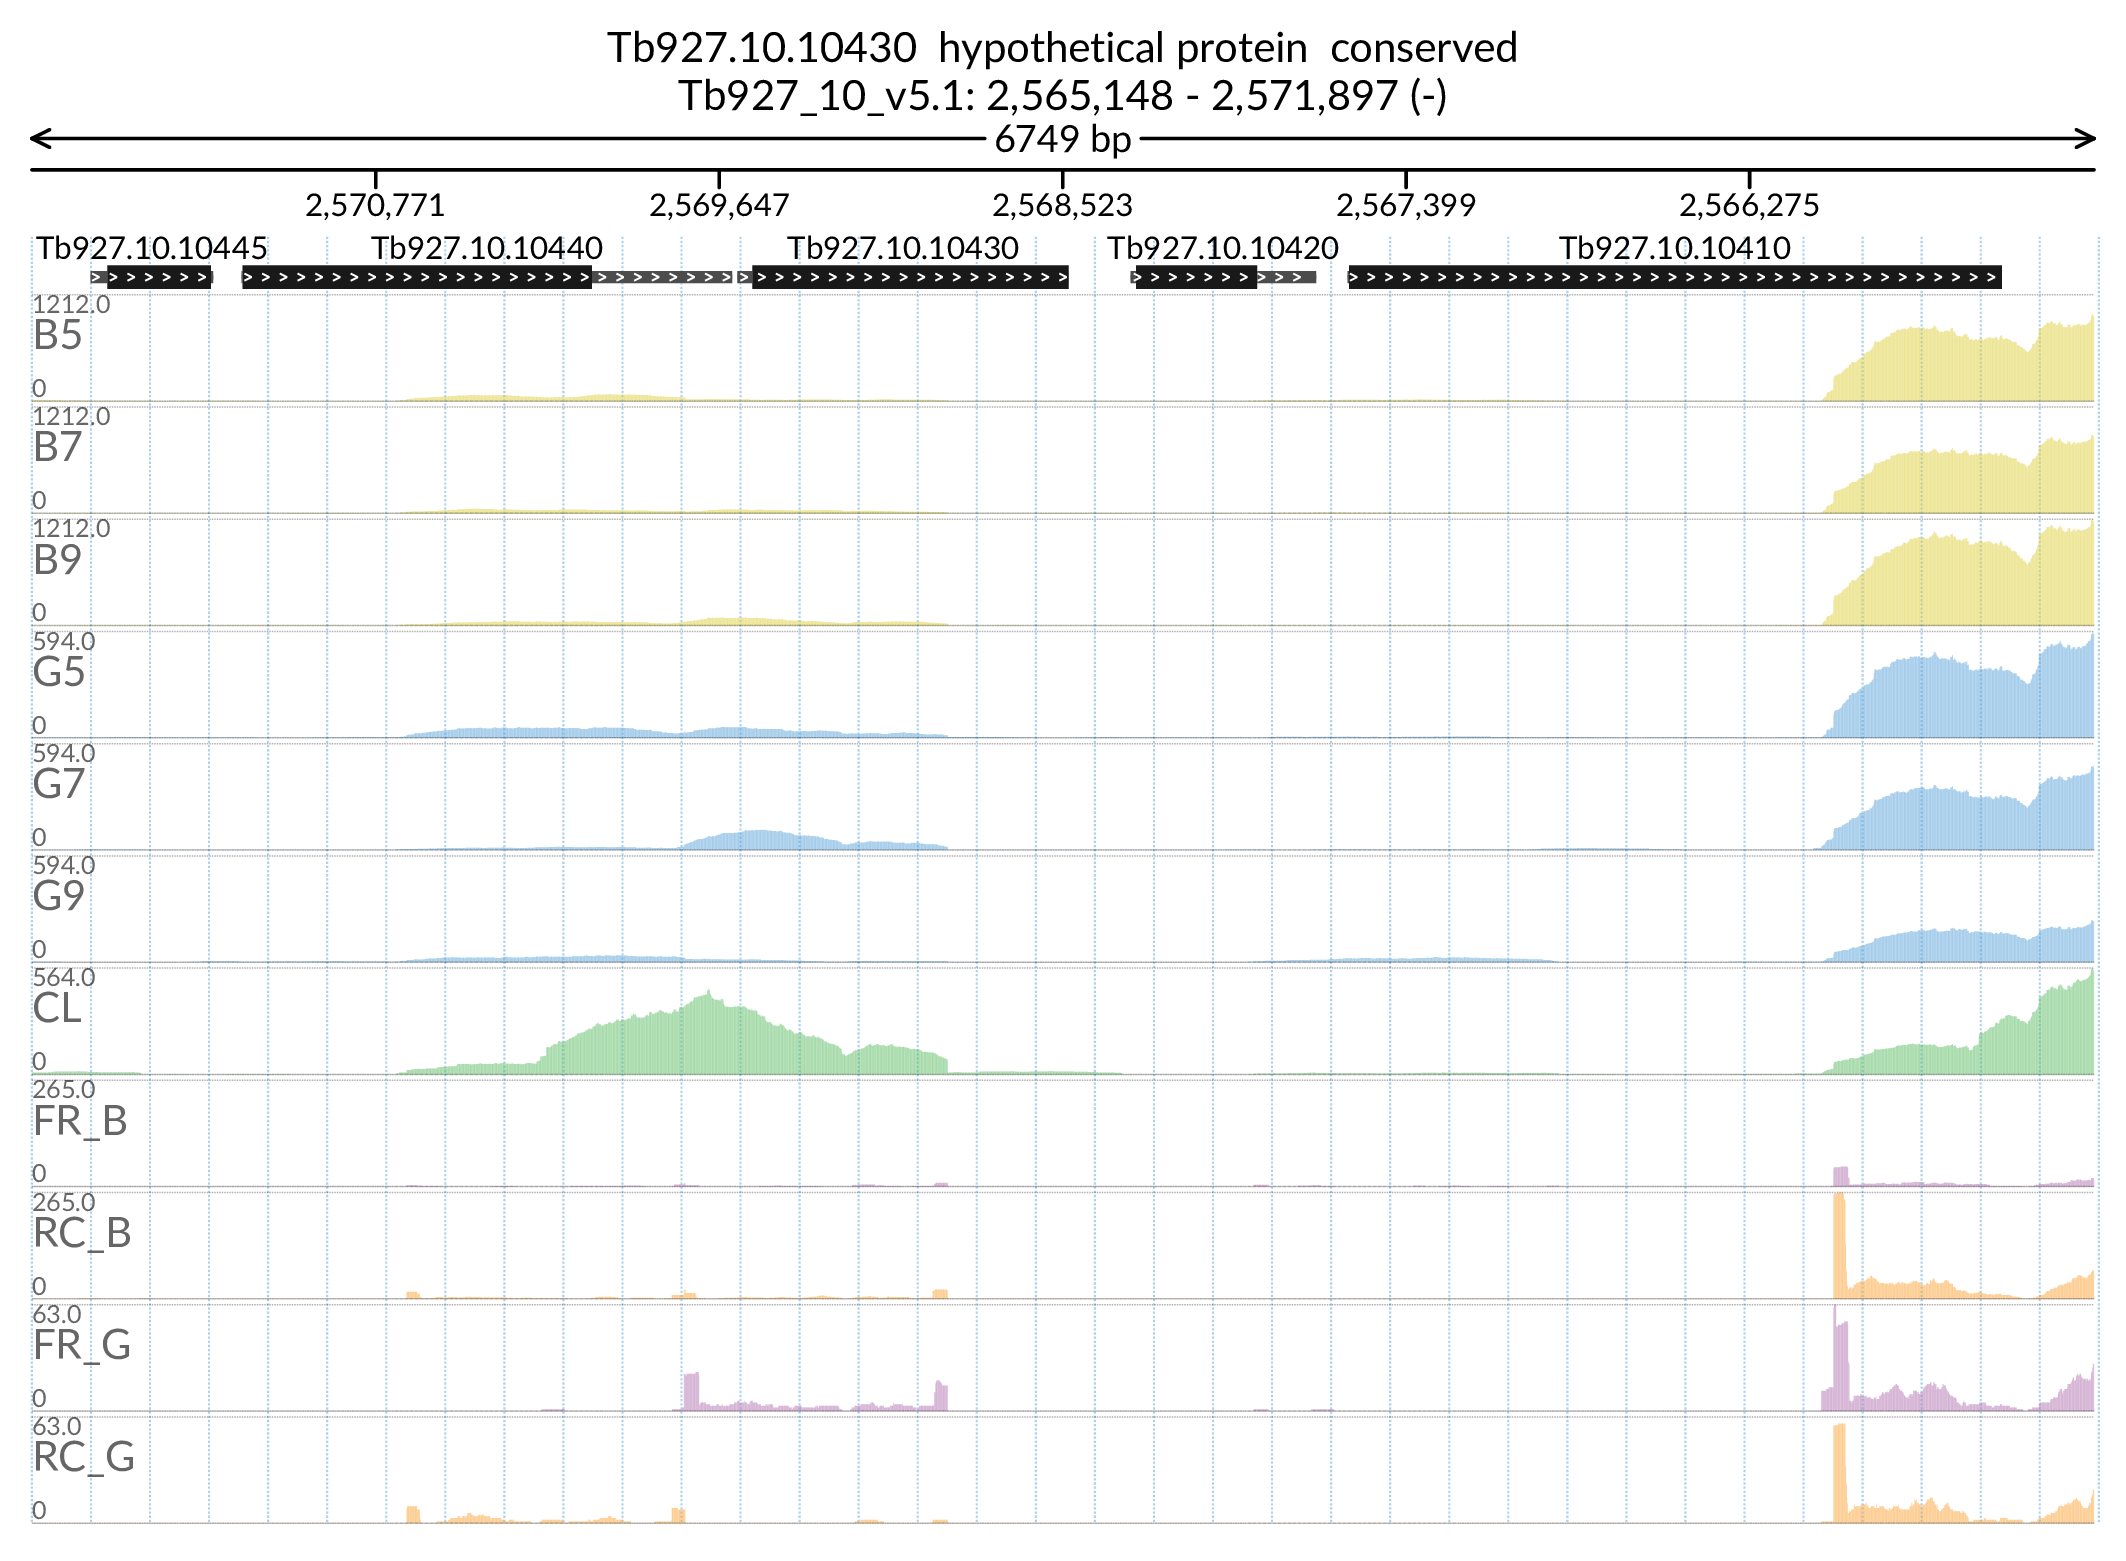 Tb927.10.10430  hypothetical protein  conserved
Tb927_10_v5.1: 2,565,148 - 2,571,897 (-)
6749 bp
2,570,771 2,569,647 2,568,523 2,567,399 2,566,275
Tb927.10.10445 Tb927.10.10440 Tb927.10.10430 Tb927.10.10420 Tb927.10.10410
1212.0
B5
0
1212.0
B7
0
1212.0
B9
0
594.0
G5
0
594.0
G7
0
594.0
G9
0
564.0
CL
0
265.0
FR_B
0
265.0
RC_B
0
63.0
FR_G
0
63.0
RC_G
0